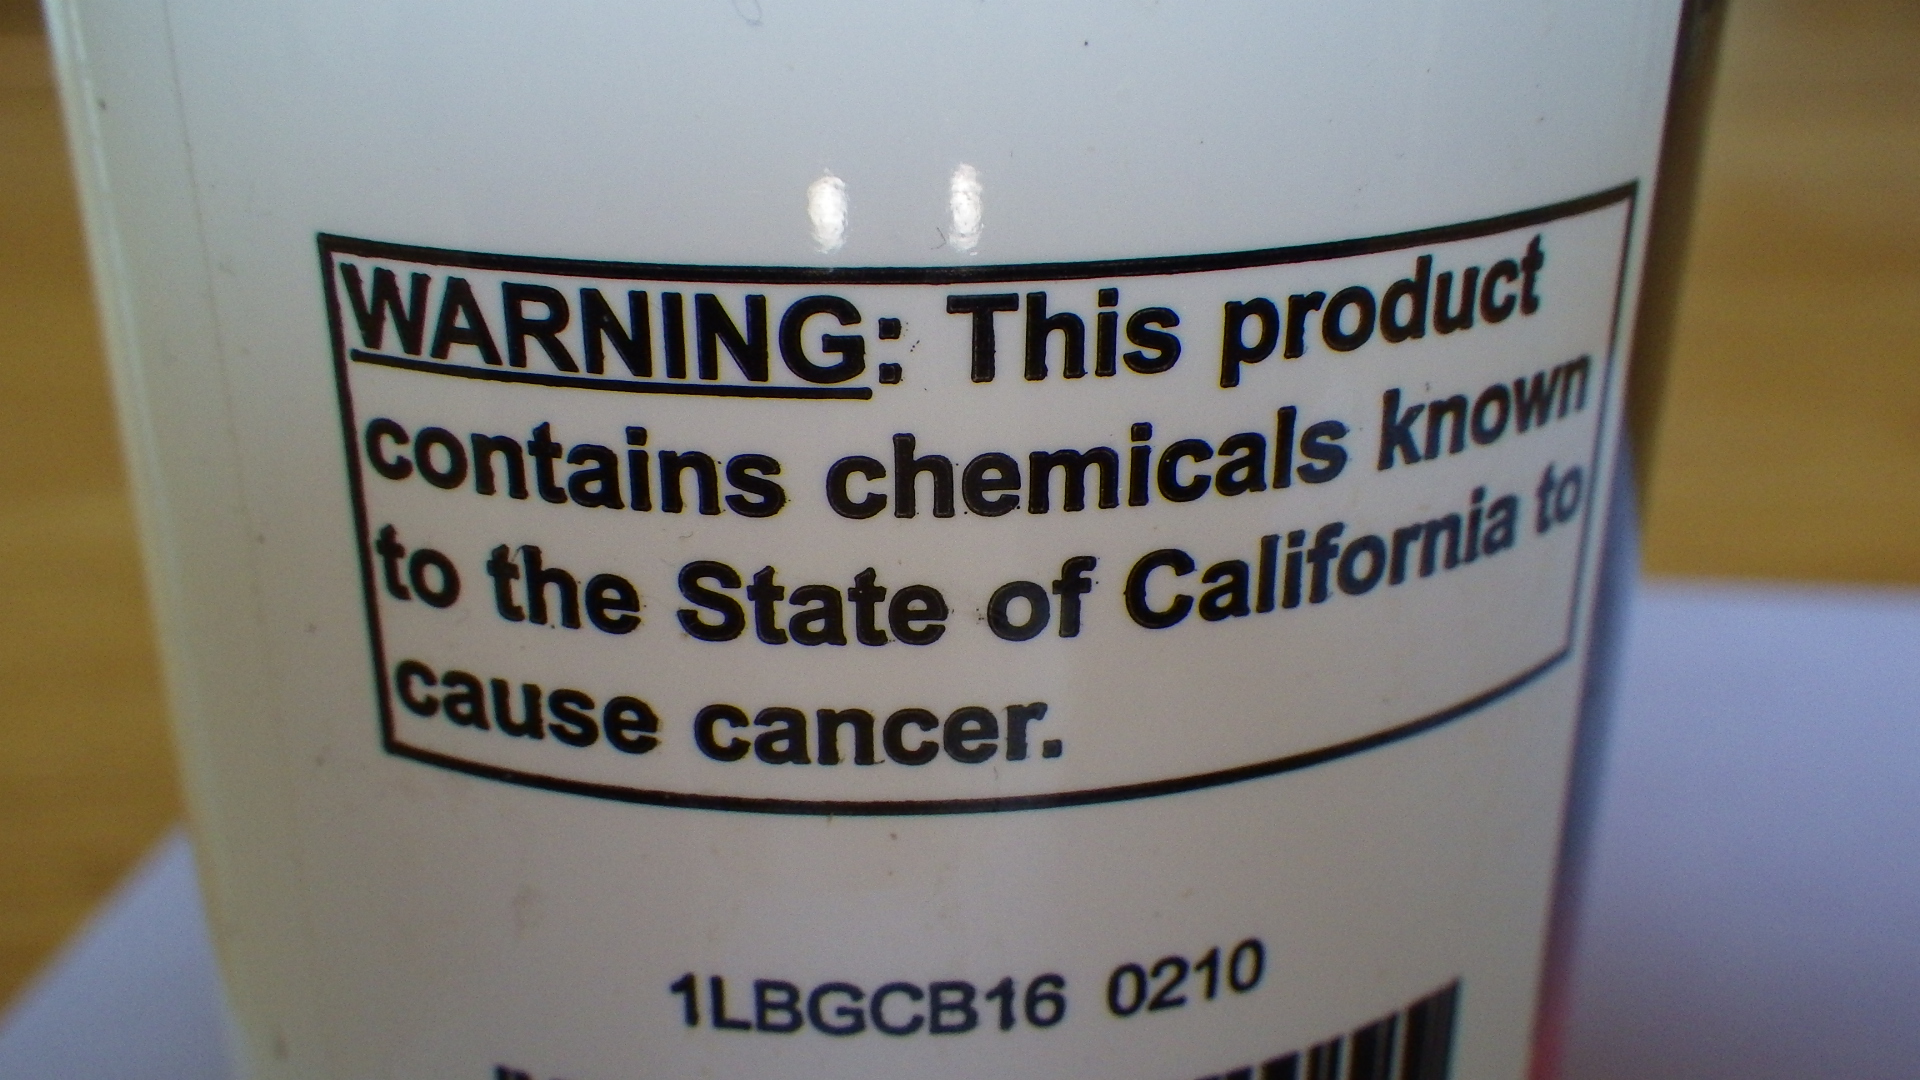 WARNING: This product
contains chemicals known
to the State of California to
cause cancer.
1LBGCB16 0210